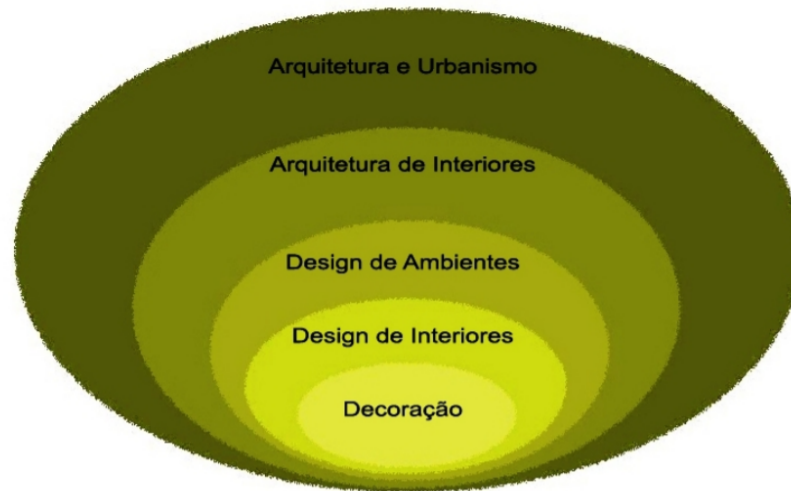 Arquitetura e Urbanismo
Arquitetura de Interiores
Design de Ambientes
Design de Interiores
Decoração